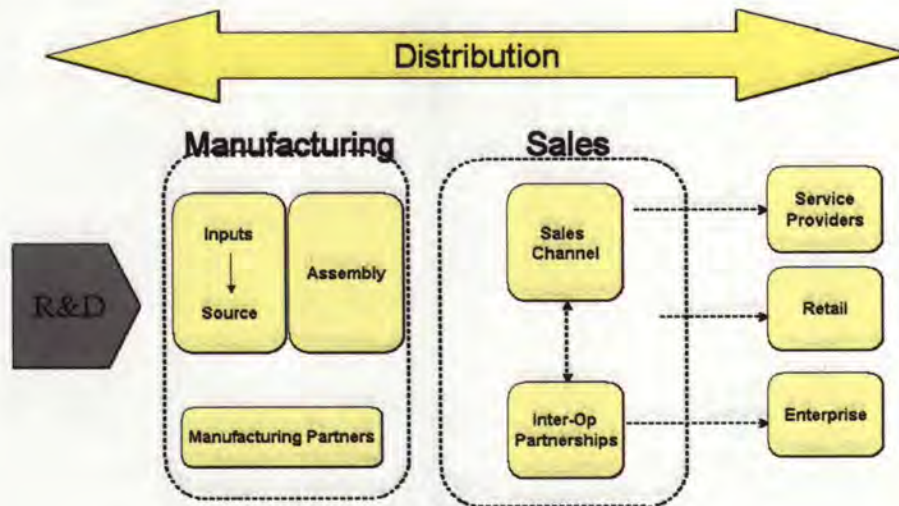 Distribution
Manufacturing
Sales
R&D
Inputs
Source
Assembly
Manufacturing Partners
Sales
Channel
Inter-Op
Partnerships
Service
Providers
Retail
Enterprise